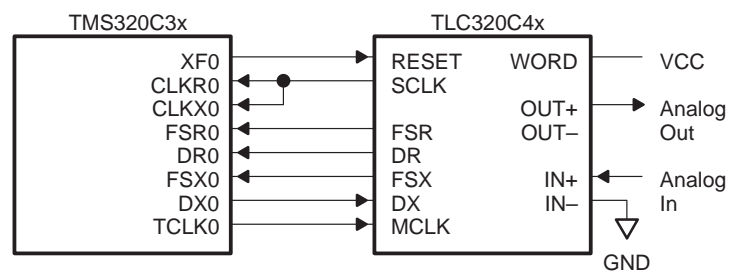 TMS320C3x TLC320C4x
XF0 RESET WORD VCC
CLKR0 SCLK
CLKX0 OUT+ Analog
FSR0 FSR OUT– Out
DR0 DR
FSX0 FSX IN+ Analog
DX0 DX IN– In
TCLK0 MCLK
GND